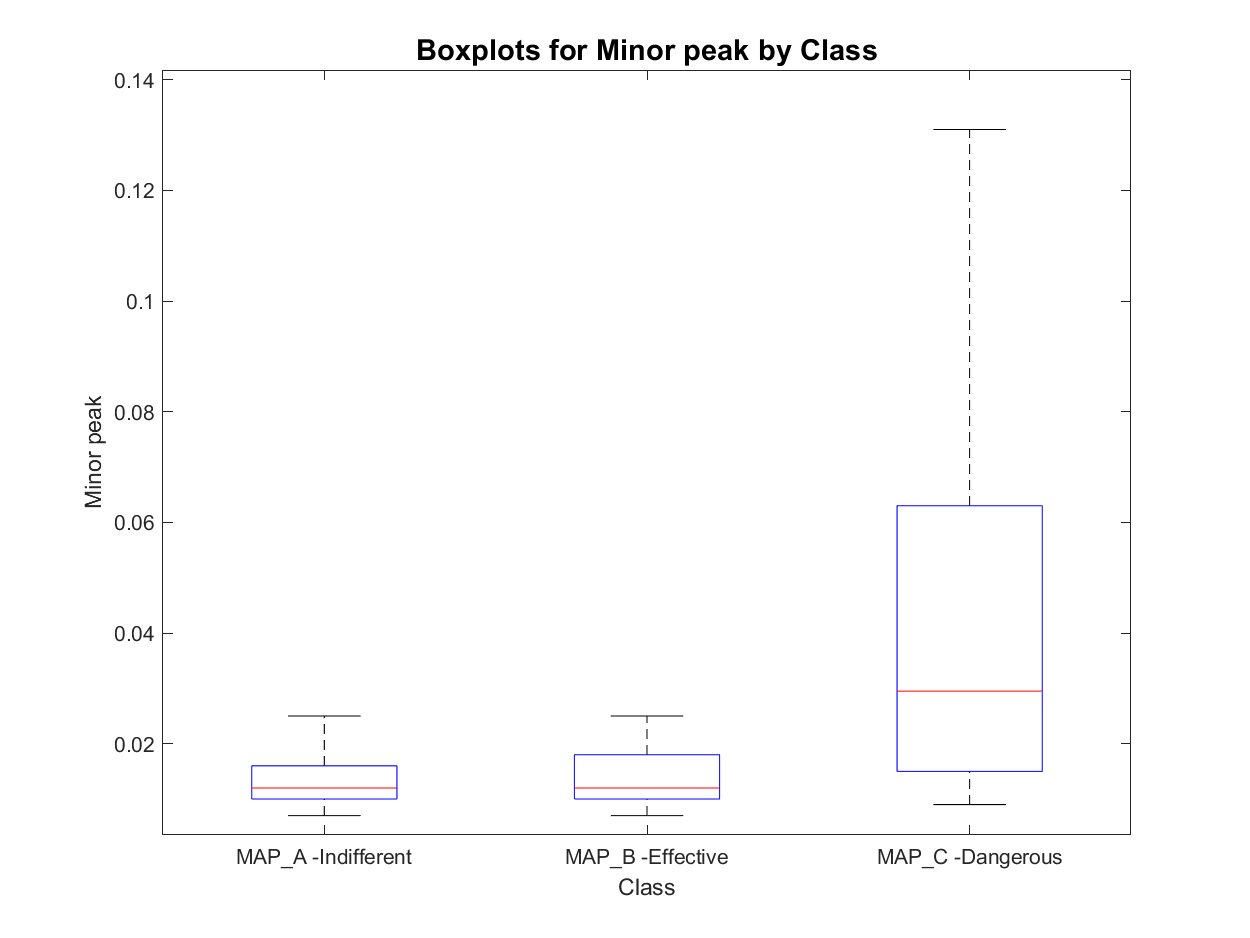 Boxplots for Minor peak by Class
0.14
0.12
0.1
0.08
0.06
0.04
0.02
Minor peak
MAP_A -Indifferent
MAP_B -Effective
MAP_C -Dangerous
Class